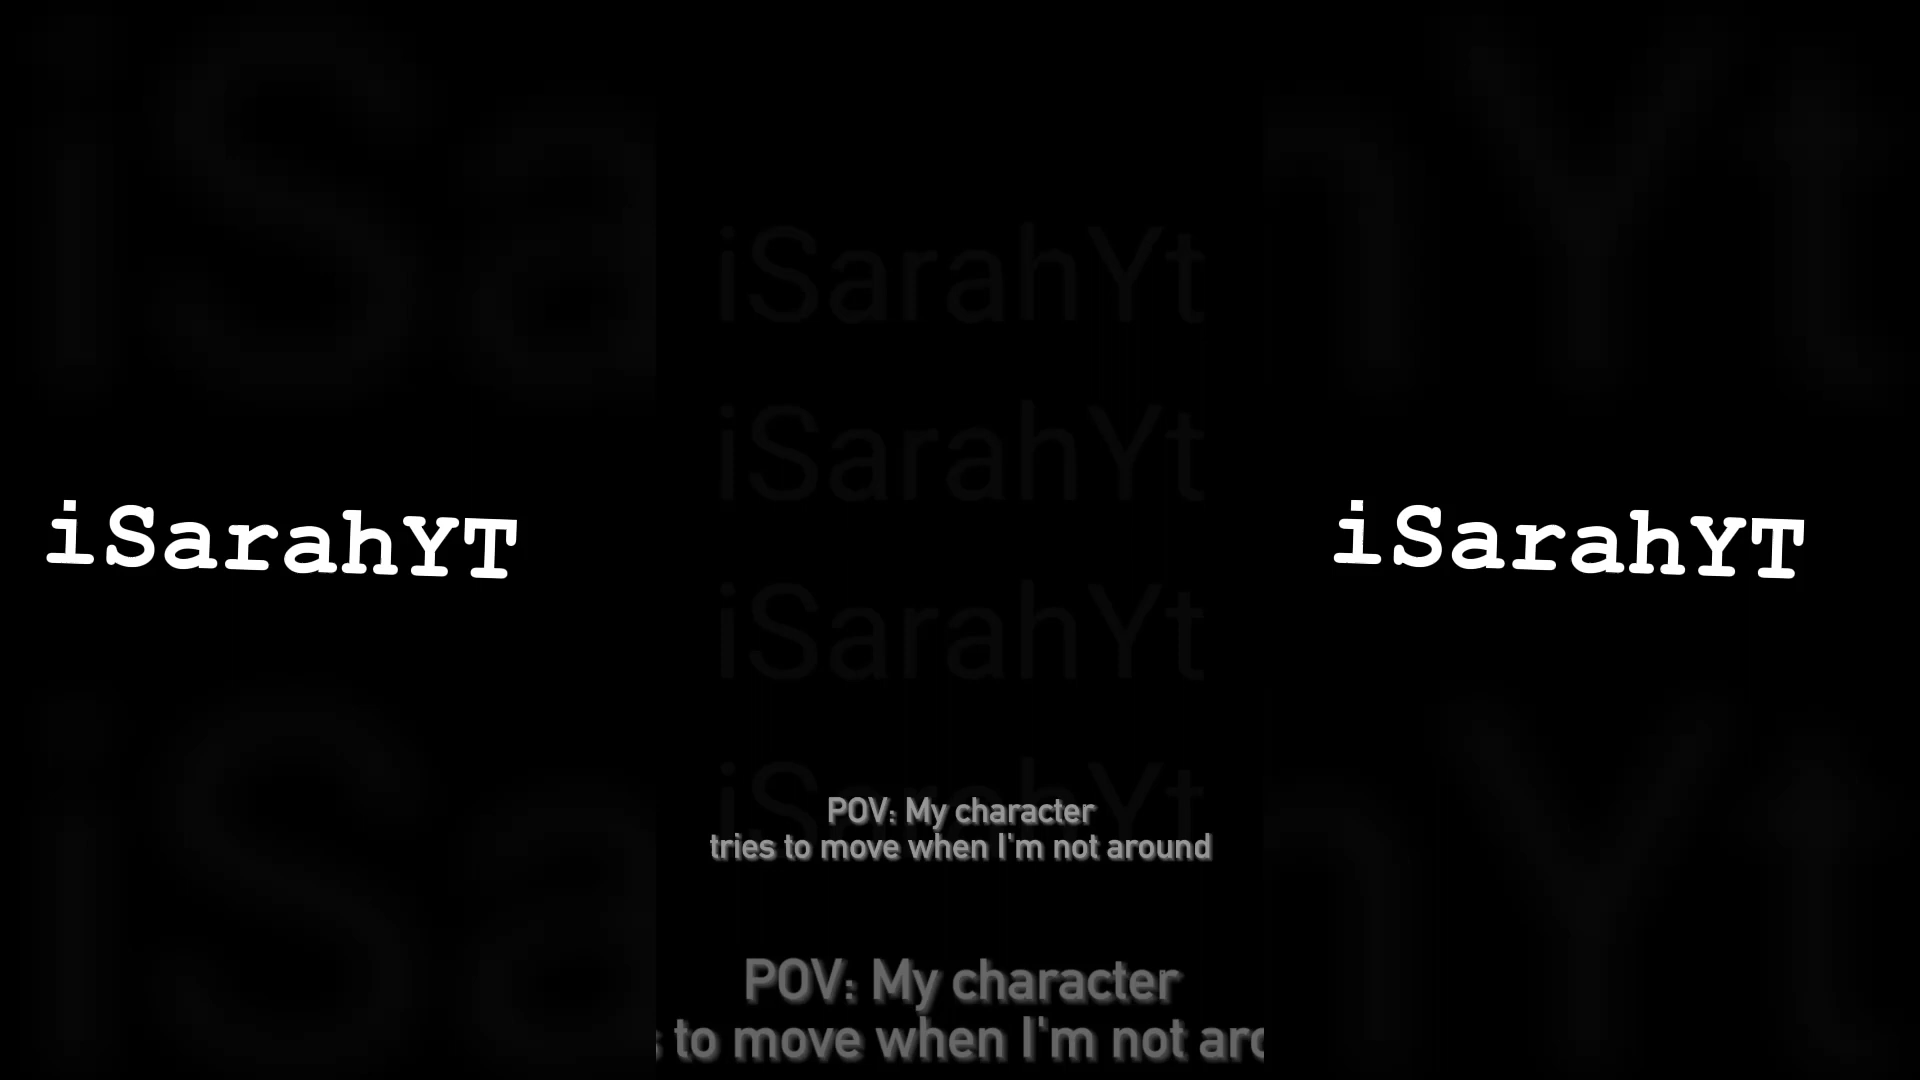 iSarahYt
iSarahYt
iSarahYT
iSarahYT
iSarahYt
iSarahYt
POV: My character
tries to move when I'm not around
POV: My character
to move when I'm not